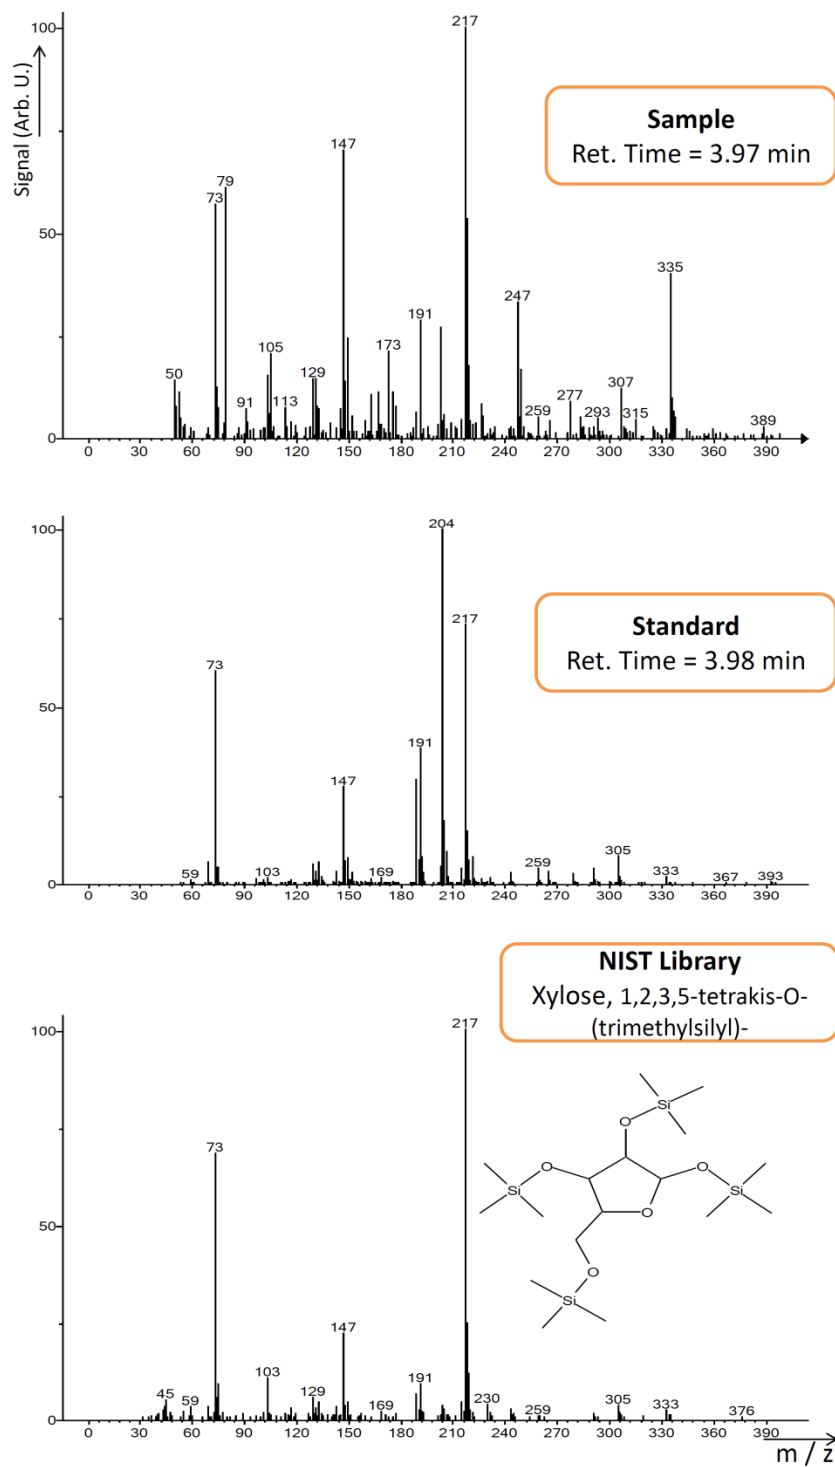 Signal (Arb. U.)
100
50
0
217
147
79
73
335
247
191
173
105
50
129
91
113
307
277
259
293
315
389
0 30 60 90 120 150 180 210 240 270 300 330 360 390
Sample
Ret. Time = 3.97 min
100
50
0
204
217
73
191
147
59
103
169
259
305
333
367
393
0 30 60 90 120 150 180 210 240 270 300 330 360 390
Standard
Ret. Time = 3.98 min
NIST Library
Xylose, 1,2,3,5-tetrakis-O-
(trimethylsilyl)-
100
50
0
217
73
147
103
45
59
129
169
191
230
259
305
333
376
Si
O
O
O
Si
Si
O
O
Si
0 30 60 90 120 150 180 210 240 270 300 330 360 390
m / z